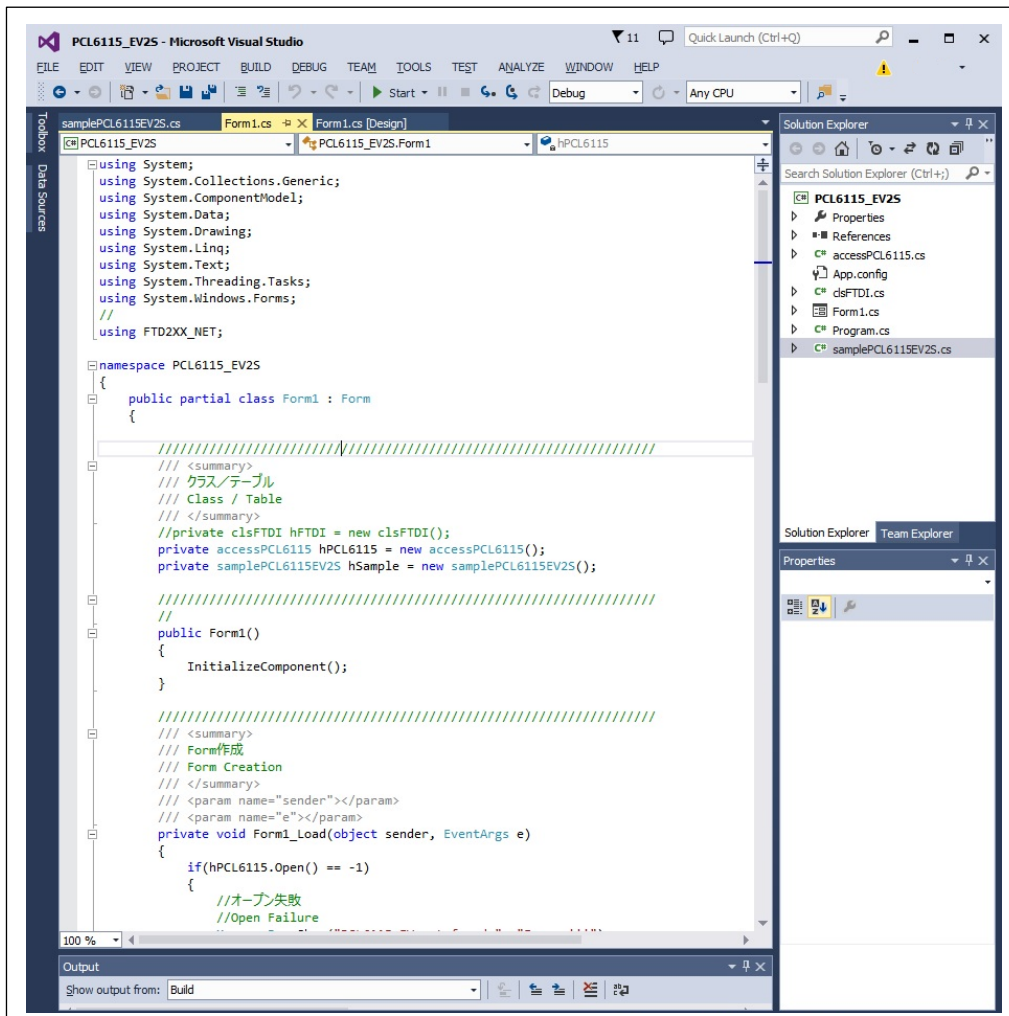 PCL6115_EV2S - Microsoft Visual Studio
11
Quick Launch (Ctrl+Q)
FILE EDIT VIEW PROJECT BUILD DEBUG TEAM TOOLS TEST ANALYZE WINDOW HELP
Start Debug Any CPU
Toolbox
Data Sources
samplePCL6115EV2S.cs Form1.cs Form1.cs [Design]
C# PCL6115_EV2S PCL6115_EV2S.Form1 hPCL6115
using System;
using System.Collections.Generic;
using System.ComponentModel;
using System.Data;
using System.Drawing;
using System.Linq;
using System.Text;
using System.Threading.Tasks;
using System.Windows.Forms;
//
using FTD2XX_NET;
namespace PCL6115_EV2S
{
public partial class Form1 : Form
{
////////////////////////////////////////////////////////////////////
/// <summary>
/// クラス／テーブル
/// Class / Table
/// </summary>
//private clsFTDI hFTDI = new clsFTDI();
private accessPCL6115 hPCL6115 = new accessPCL6115();
private samplePCL6115EV2S hSample = new samplePCL6115EV2S();
////////////////////////////////////////////////////////////////////
//
public Form1()
{
InitializeComponent();
}
////////////////////////////////////////////////////////////////////
/// <summary>
/// Form作成
/// Form Creation
/// </summary>
/// <param name="sender"></param>
/// <param name="e"></param>
private void Form1_Load(object sender, EventArgs e)
{
if(hPCL6115.Open() == -1)
{
//オープン失敗
//Open Failure
100 %
Output
Show output from: Build
Solution Explorer
Search Solution Explorer (Ctrl+;)
C# PCL6115_EV2S
Properties
References
C# accessPCL6115.cs
App.config
C# clsFTDI.cs
Form1.cs
C# Program.cs
C# samplePCL6115EV2S.cs
Solution Explorer Team Explorer
Properties